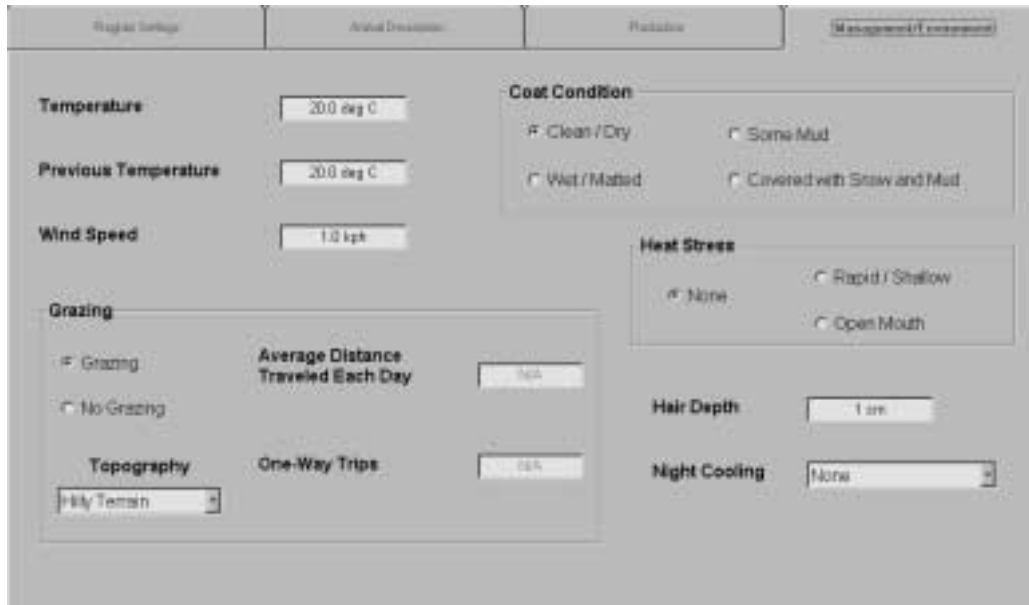 Program Settings
Animal Description
Production
Management/Environment
Temperature
20.0 deg C
Coat Condition
Clean / Dry
Some Mud
Previous Temperature
20.0 deg C
Wet / Matted
Covered with Snow and Mud
Wind Speed
1.0 kph
Heat Stress
None
Rapid / Shallow
Open Mouth
Grazing
Grazing
No Grazing
Average Distance
Traveled Each Day
N/A
Topography
Hilly Terrain
One-Way Trips
N/A
Hair Depth
1 cm
Night Cooling
None